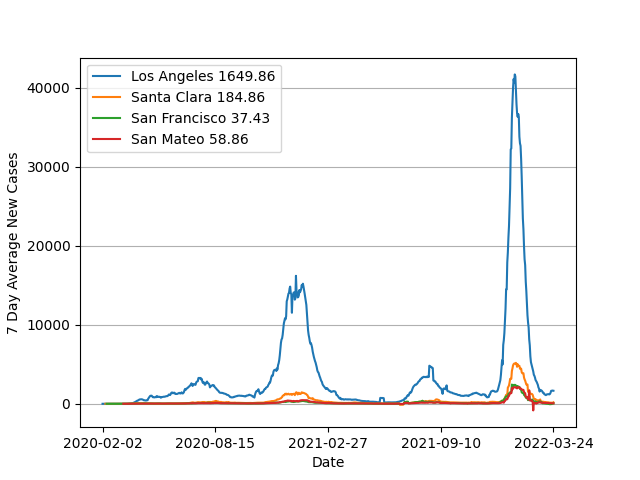 Los Angeles 1649.86
Santa Clara 184.86
San Francisco 37.43
San Mateo 58.86
40000
30000
20000
10000
0
7 Day Average New Cases
2020-02-02 2020-08-15 2021-02-27 2021-09-10 2022-03-24
Date